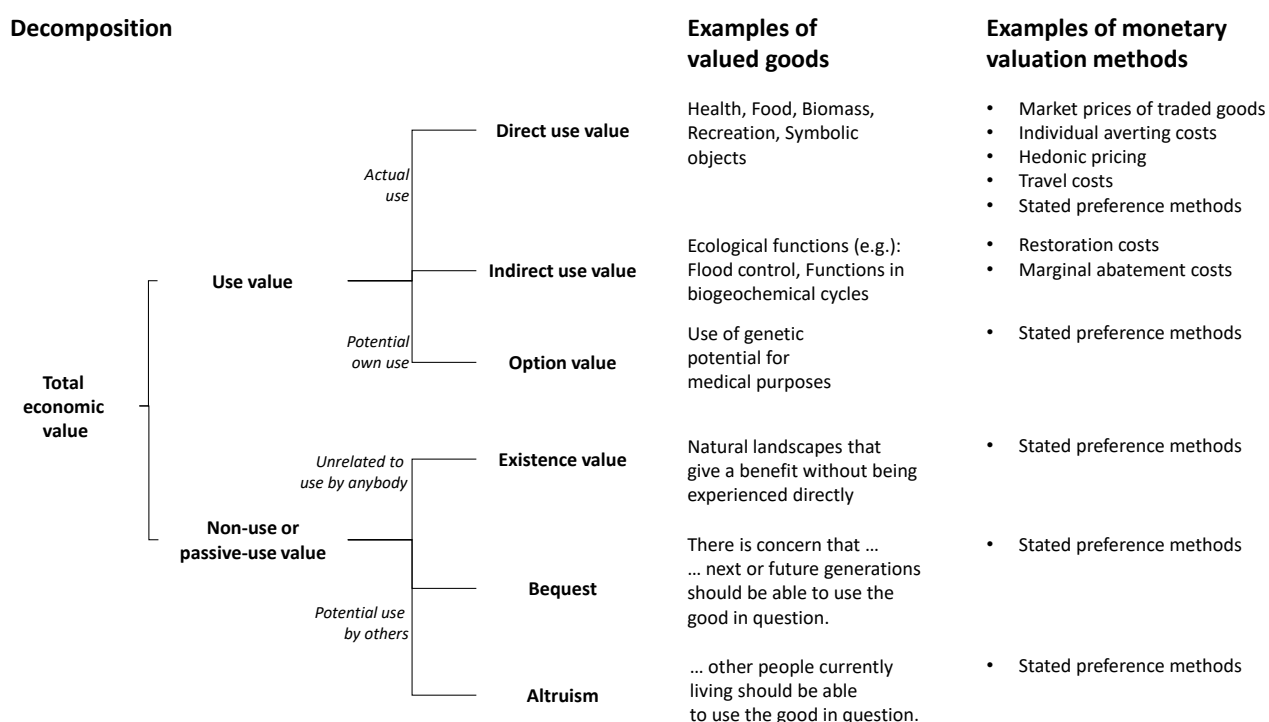 Decomposition
Examples of
valued goods
Examples of monetary
valuation methods
Direct use value
Health, Food, Biomass,
Recreation, Symbolic
objects
• Market prices of traded goods
• Individual averting costs
• Hedonic pricing
• Travel costs
• Stated preference methods
Actual
use
Indirect use value
Ecological functions (e.g.):
Flood control, Functions in
biogeochemical cycles
• Restoration costs
• Marginal abatement costs
Use value
Potential
own use
Option value
Use of genetic
potential for
medical purposes
• Stated preference methods
Total
economic
value
Unrelated to
use by anybody
Existence value
Natural landscapes that
give a benefit without being
experienced directly
• Stated preference methods
Non-use or
passive-use value
Bequest
There is concern that ...
... next or future generations
should be able to use the
good in question.
• Stated preference methods
Potential use
by others
Altruism
... other people currently
living should be able
to use the good in question.
• Stated preference methods